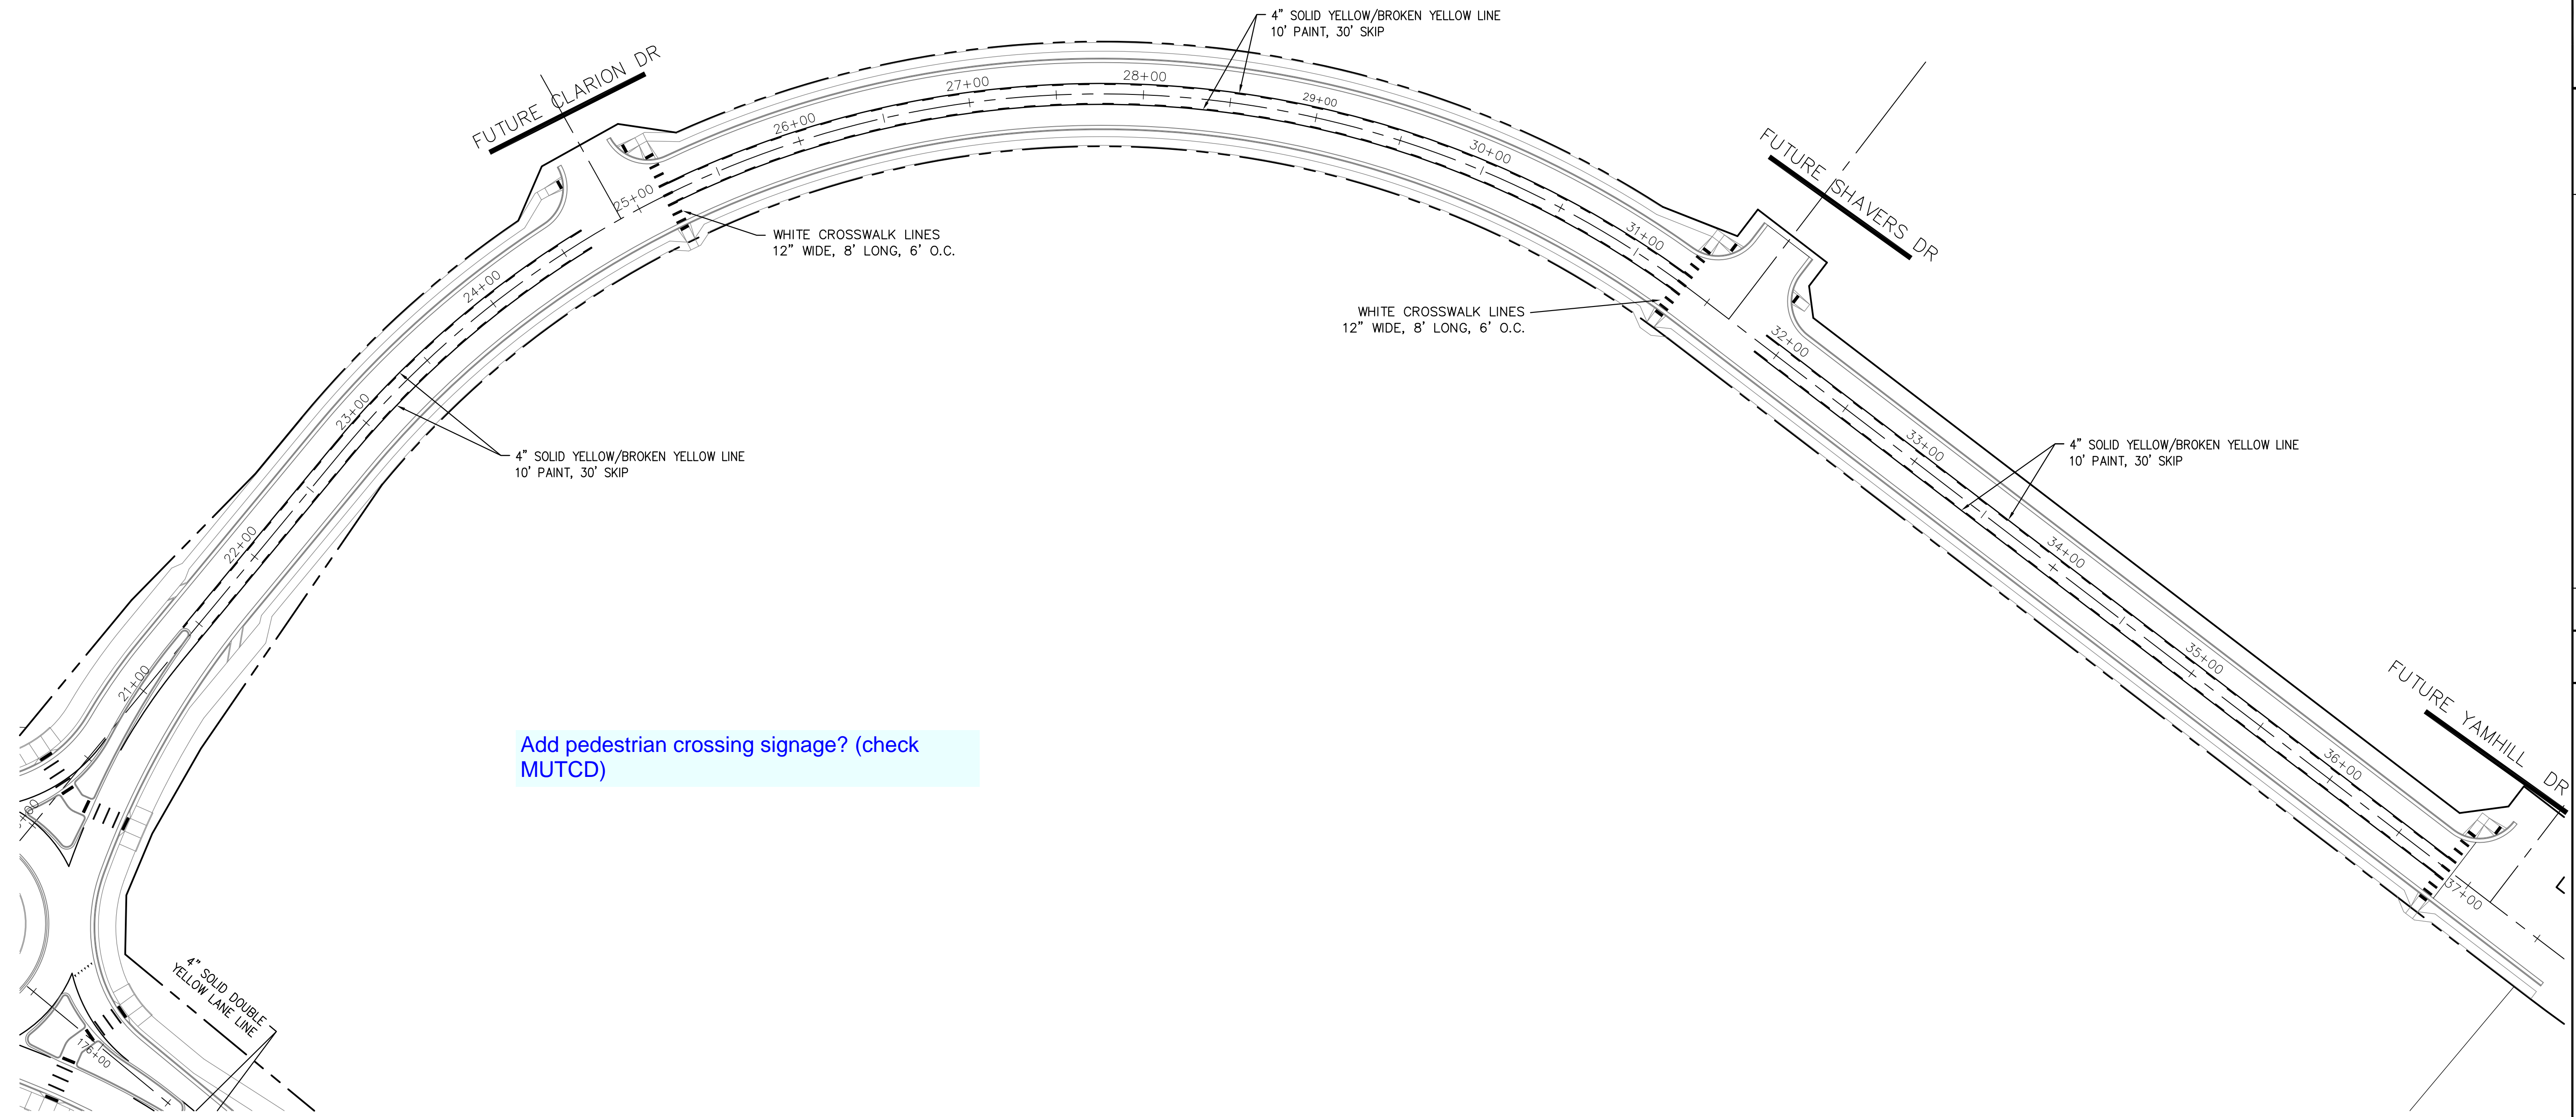 4" SOLID YELLOW/BROKEN YELLOW LINE
10' PAINT, 30' SKIP
FUTURE CLARION DR
28+00
27+00
29+00
26+00
30+00
FUTURE SHAVERS DR
25+00
31+00
WHITE CROSSWALK LINES
12" WIDE, 8' LONG, 6' O.C.
24+00
WHITE CROSSWALK LINES
12" WIDE, 8' LONG, 6' O.C.
32+00
23+00
33+00
4" SOLID YELLOW/BROKEN YELLOW LINE
10' PAINT, 30' SKIP
4" SOLID YELLOW/BROKEN YELLOW LINE
10' PAINT, 30' SKIP
22+00
34+00
35+00
21+00
FUTURE YAMHILL DR
Add pedestrian crossing signage? (check
MUTCD)
36+00
37+00
4" SOLID DOUBLE
YELLOW LANE LINE
176+00